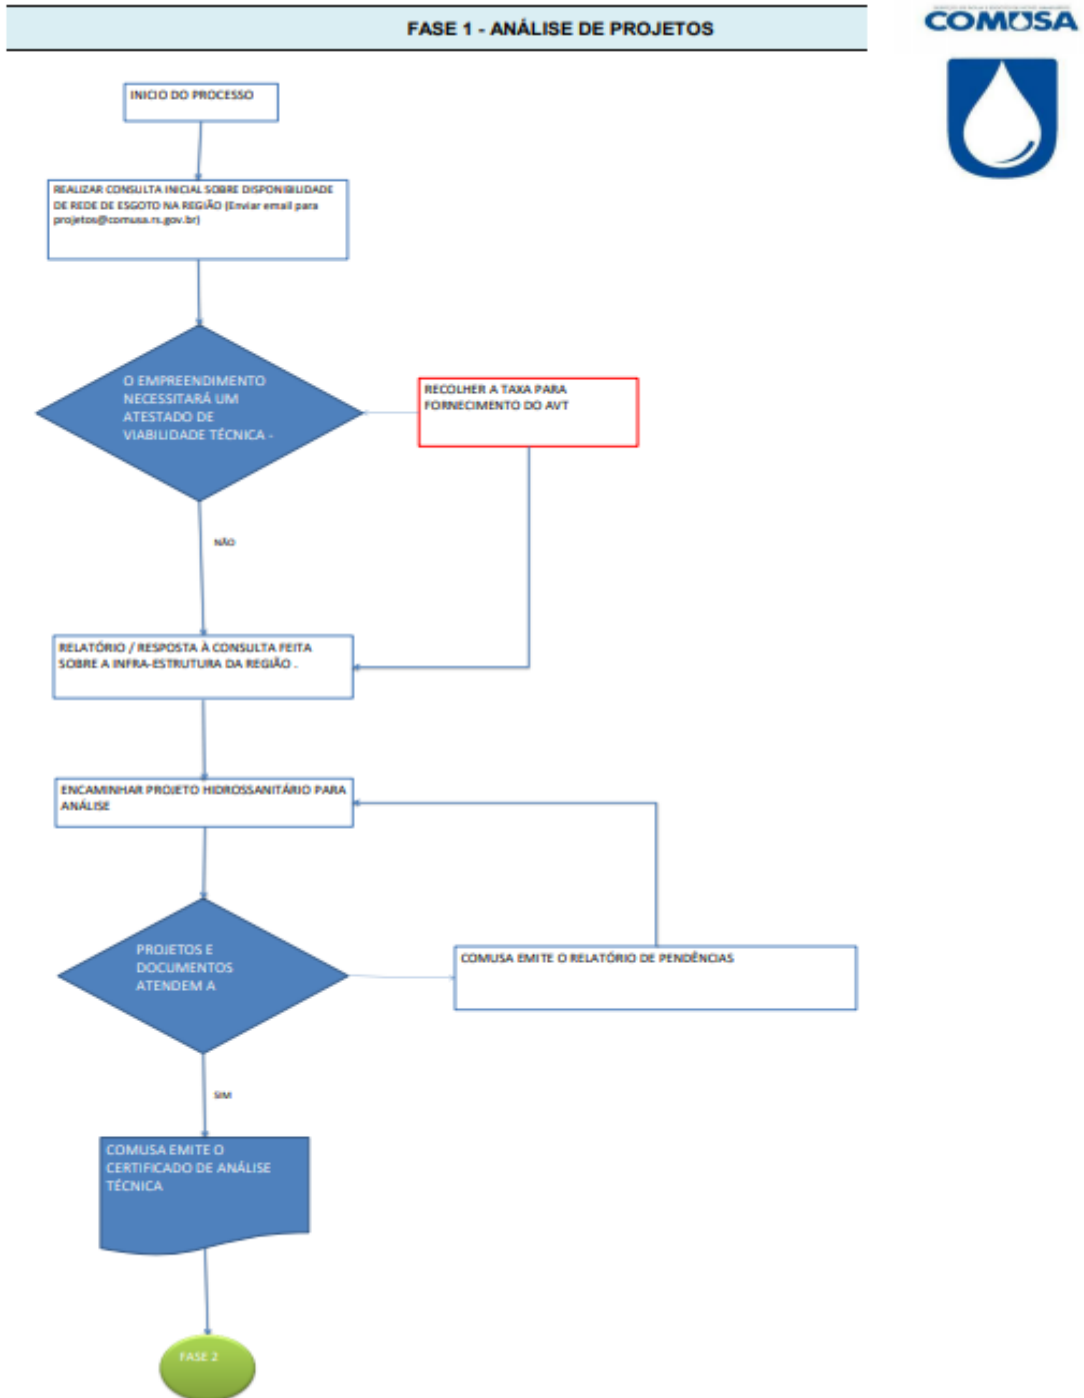 FASE 1 - ANÁLISE DE PROJETOS
COMUSA
INICIO DO PROCESSO
REALIZAR CONSULTA INICIAL SOBRE DISPONIBILIDADE
DE REDE DE ESGOTO NA REGIÃO (Enviar email para
projetos@comusa.rs.gov.br)
O EMPREENDIMENTO
NECESSITARÁ UM
ATESTADO DE
VIABILIDADE TÉCNICA -
RECOLHER A TAXA PARA
FORNECIMENTO DO AVT
NÃO
RELATÓRIO / RESPOSTA À CONSULTA FEITA
SOBRE A INFRA-ESTRUTURA DA REGIÃO .
ENCAMINHAR PROJETO HIDROSSANITÁRIO PARA
ANÁLISE
PROJETOS E
DOCUMENTOS
ATENDEM A
COMUSA EMITE O RELATÓRIO DE PENDÊNCIAS
SIM
COMUSA EMITE O
CERTIFICADO DE ANÁLISE
TÉCNICA
FASE 2